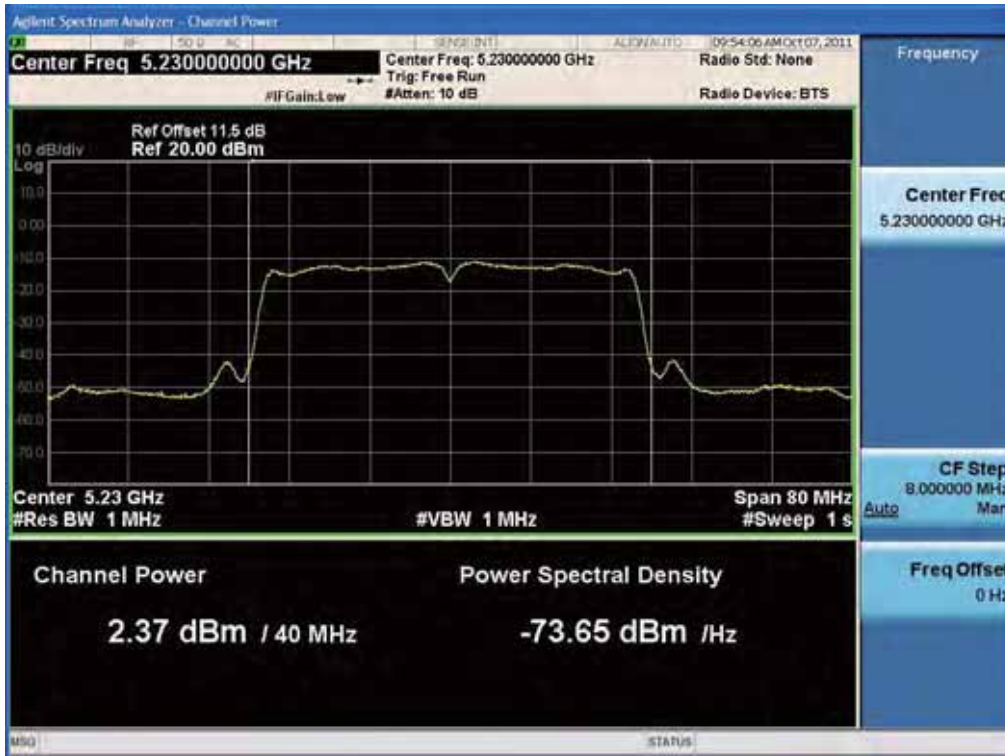 Agilent Spectrum Analyzer - Channel Power
RF 50 Ω AC SENSE:INT ALIGN AUTO 09:54:06 AM Oct 07, 2011
Center Freq 5.230000000 GHz
Center Freq: 5.230000000 GHz
Radio Std: None
Trig: Free Run
#IFGain:Low
#Atten: 10 dB
Radio Device: BTS
Ref Offset 11.5 dB
10 dB/div
Ref 20.00 dBm
Log
10.0
0.00
-10.0
-20.0
-30.0
-40.0
-50.0
-60.0
-70.0
Center 5.23 GHz
Span 80 MHz
#Res BW 1 MHz
#VBW 1 MHz
#Sweep 1 s
Channel Power
Power Spectral Density
2.37 dBm / 40 MHz
-73.65 dBm /Hz
MSG
STATUS
Frequency
Center Freq
5.230000000 GHz
CF Step
8.000000 MHz
Auto Man
Freq Offset
0 Hz